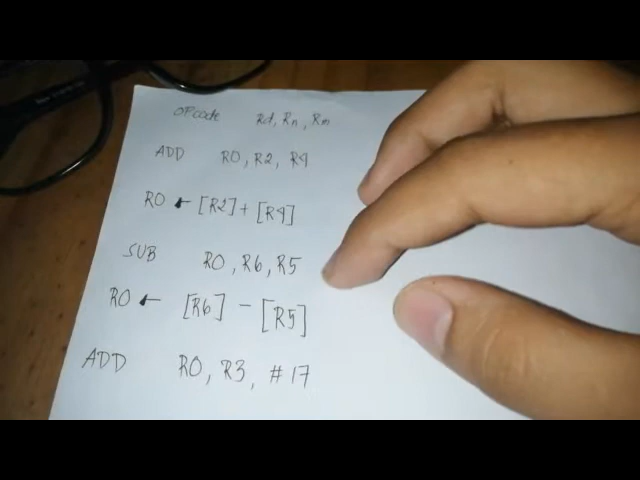 OPcode Rd, Rn, Rm
ADD R0, R2, R4
R0 ← [R2] + [R4]
SUB R0, R6, R5
R0 ← [R6] - [R5]
ADD R0, R3, #17